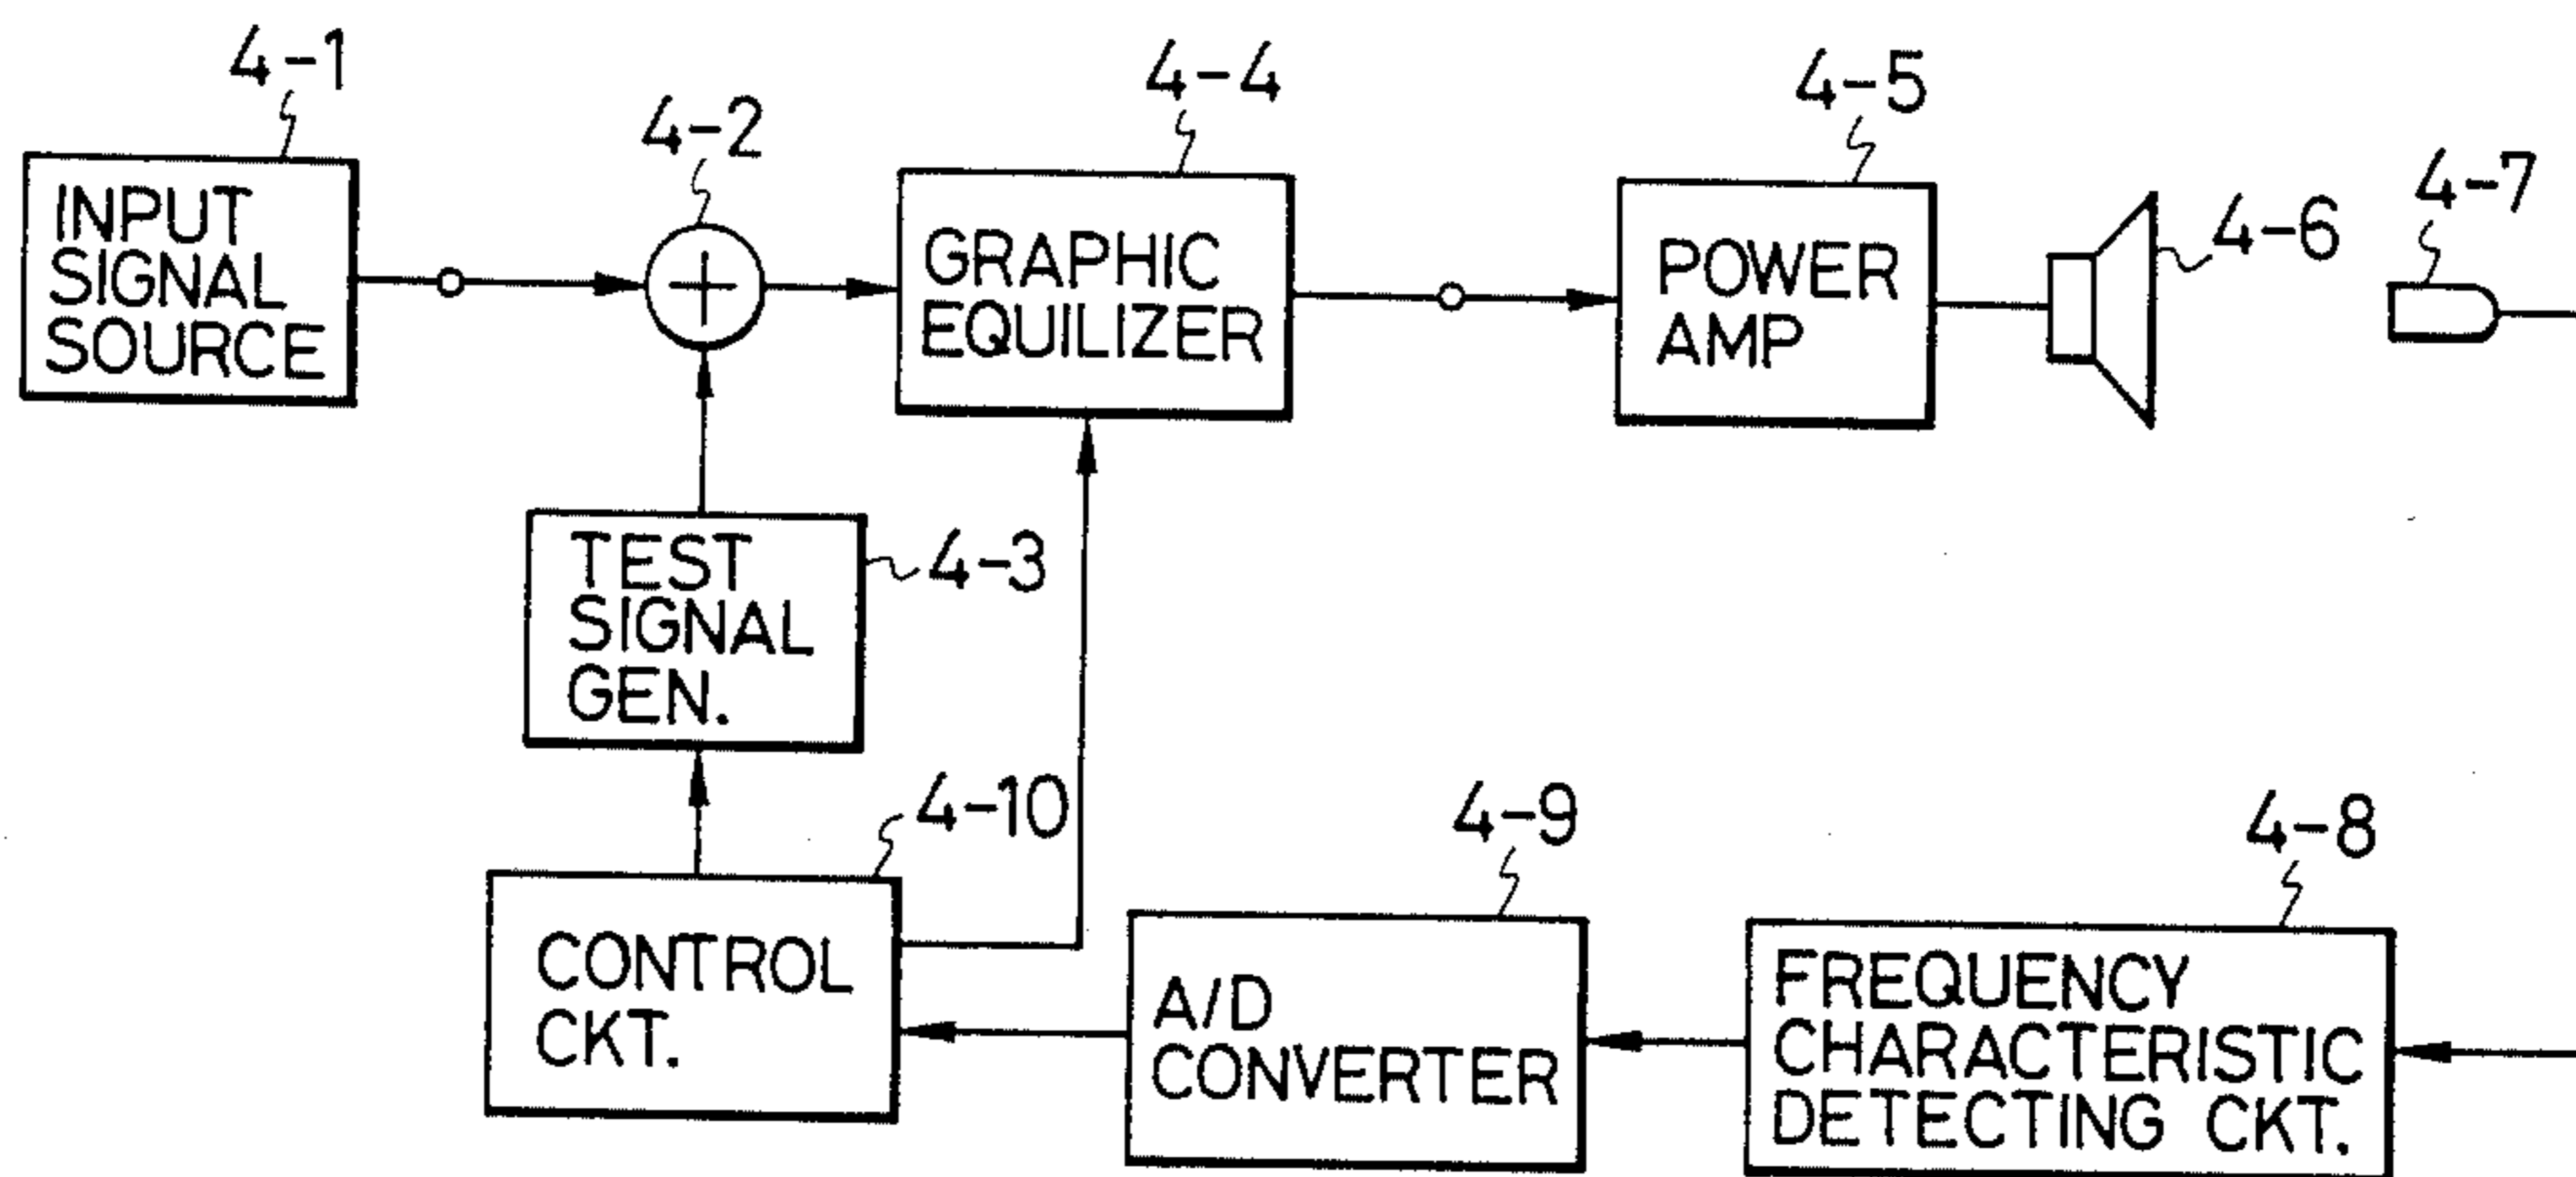 4-1
4-2
4-4
4-5
4-6
4-7
INPUT
SIGNAL
SOURCE
GRAPHIC
EQUILIZER
POWER
AMP
TEST
SIGNAL
GEN.
4-3
4-10
4-9
4-8
CONTROL
CKT.
A/D
CONVERTER
FREQUENCY
CHARACTERISTIC
DETECTING CKT.